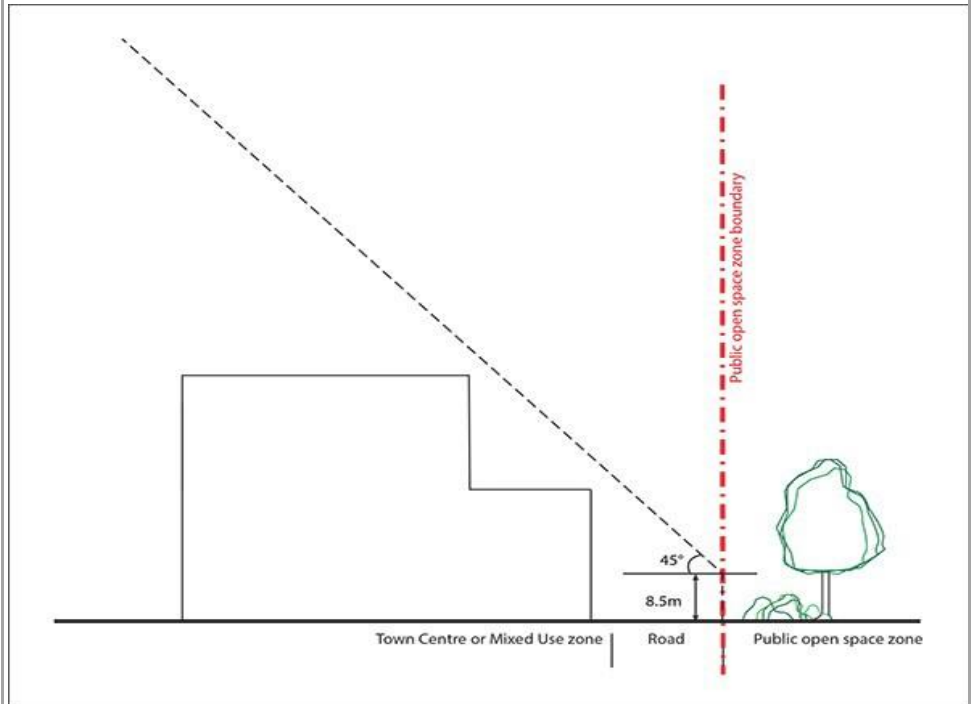 Public open space zone boundary
45°
8.5m
Town Centre or Mixed Use zone
Road
Public open space zone